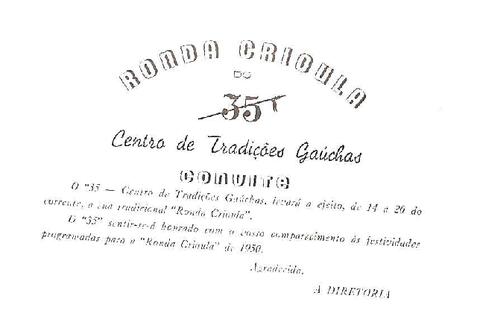 RONDA CRIOULA
DO
35
Centro de Tradições Gaúchas
CONVITE
O "35 — Centro de Tradições Gaúchas, levará a efeito, de 14 a 20 do
corrente, a sua tradicional "Ronda Crioula".
O "35" sentir-se-á honrado com o vosso comparecimento às festividades
programadas para a "Ronda Crioula" de 1950.
Agradecida.
A DIRETORIA